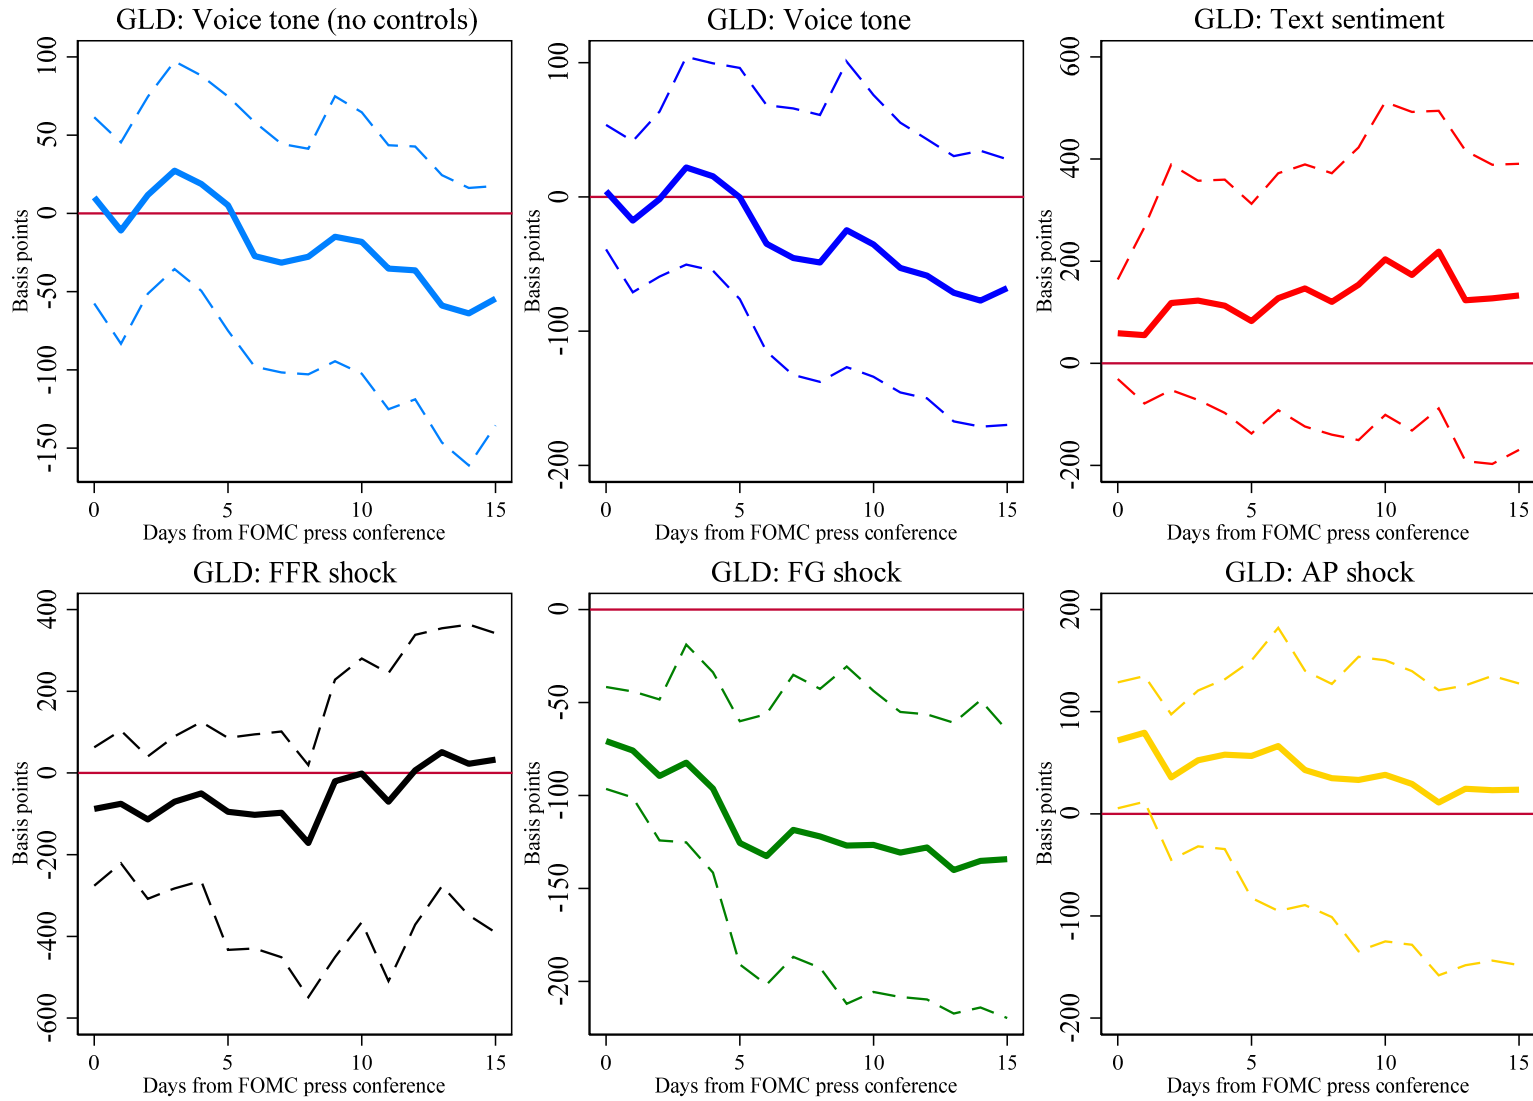 GLD: Voice tone (no controls)
100
50
0
-50
-100
-150
Basis points
0 5 10 15
Days from FOMC press conference
GLD: Voice tone
100
0
-100
-200
Basis points
0 5 10 15
Days from FOMC press conference
GLD: Text sentiment
600
400
200
0
-200
Basis points
0 5 10 15
Days from FOMC press conference
GLD: FFR shock
400
200
0
-200
-400
-600
Basis points
0 5 10 15
Days from FOMC press conference
GLD: FG shock
0
-50
-100
-150
-200
Basis points
0 5 10 15
Days from FOMC press conference
GLD: AP shock
200
100
0
-100
-200
Basis points
0 5 10 15
Days from FOMC press conference